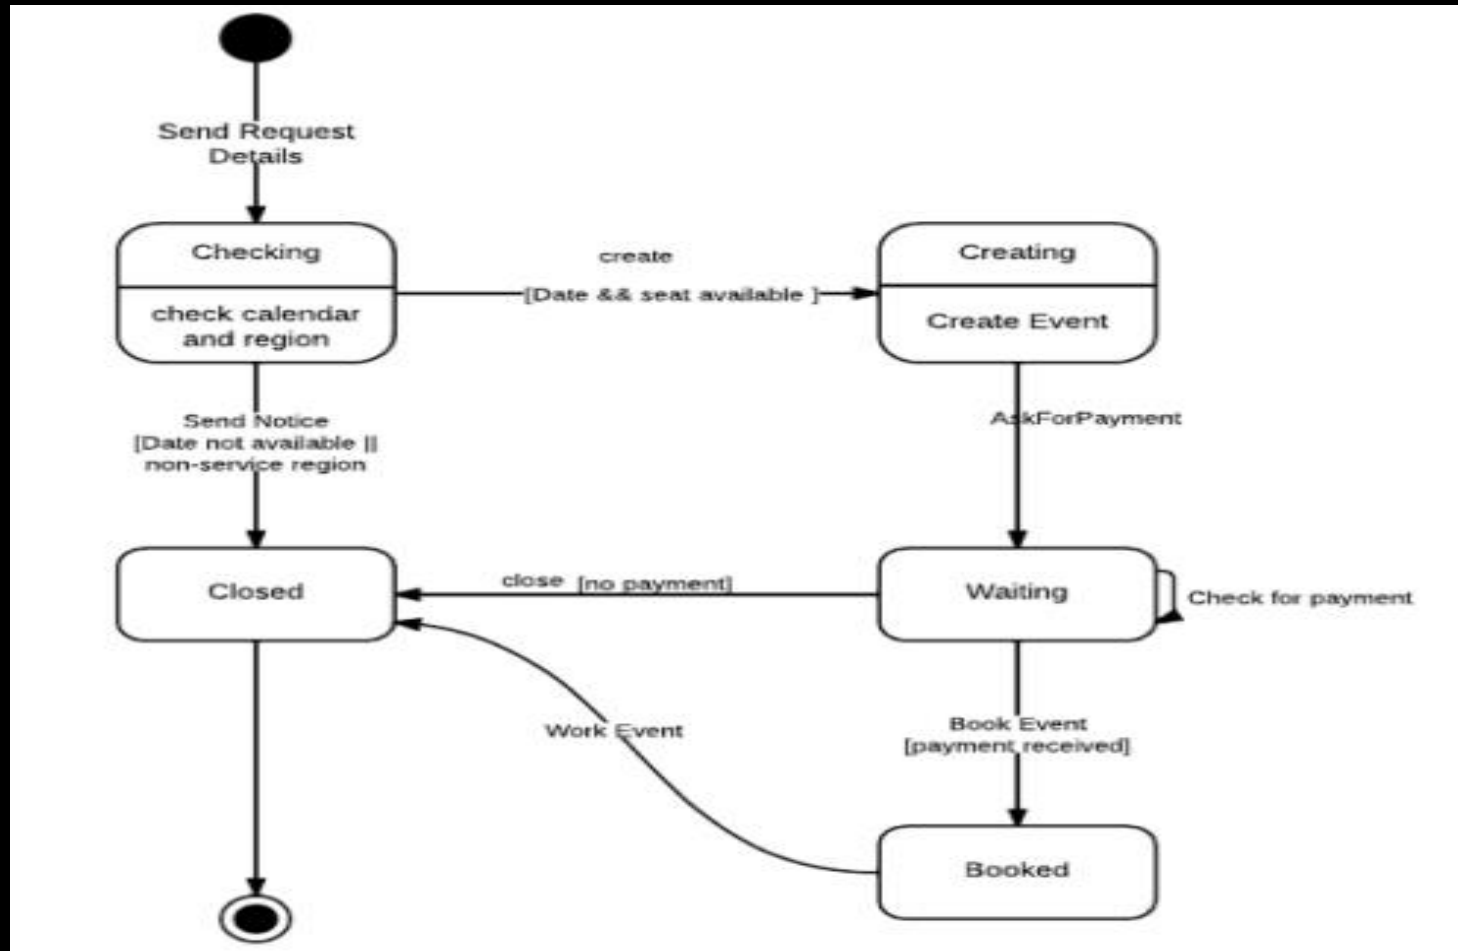 Send Request
Details
Checking
check calendar
and region
create
[Date && seat available ]
Creating
Create Event
Send Notice
[Date not available ||
non-service region
AskForPayment
Closed
close [no payment]
Waiting
Check for payment
Work Event
Book Event
[payment received]
Booked